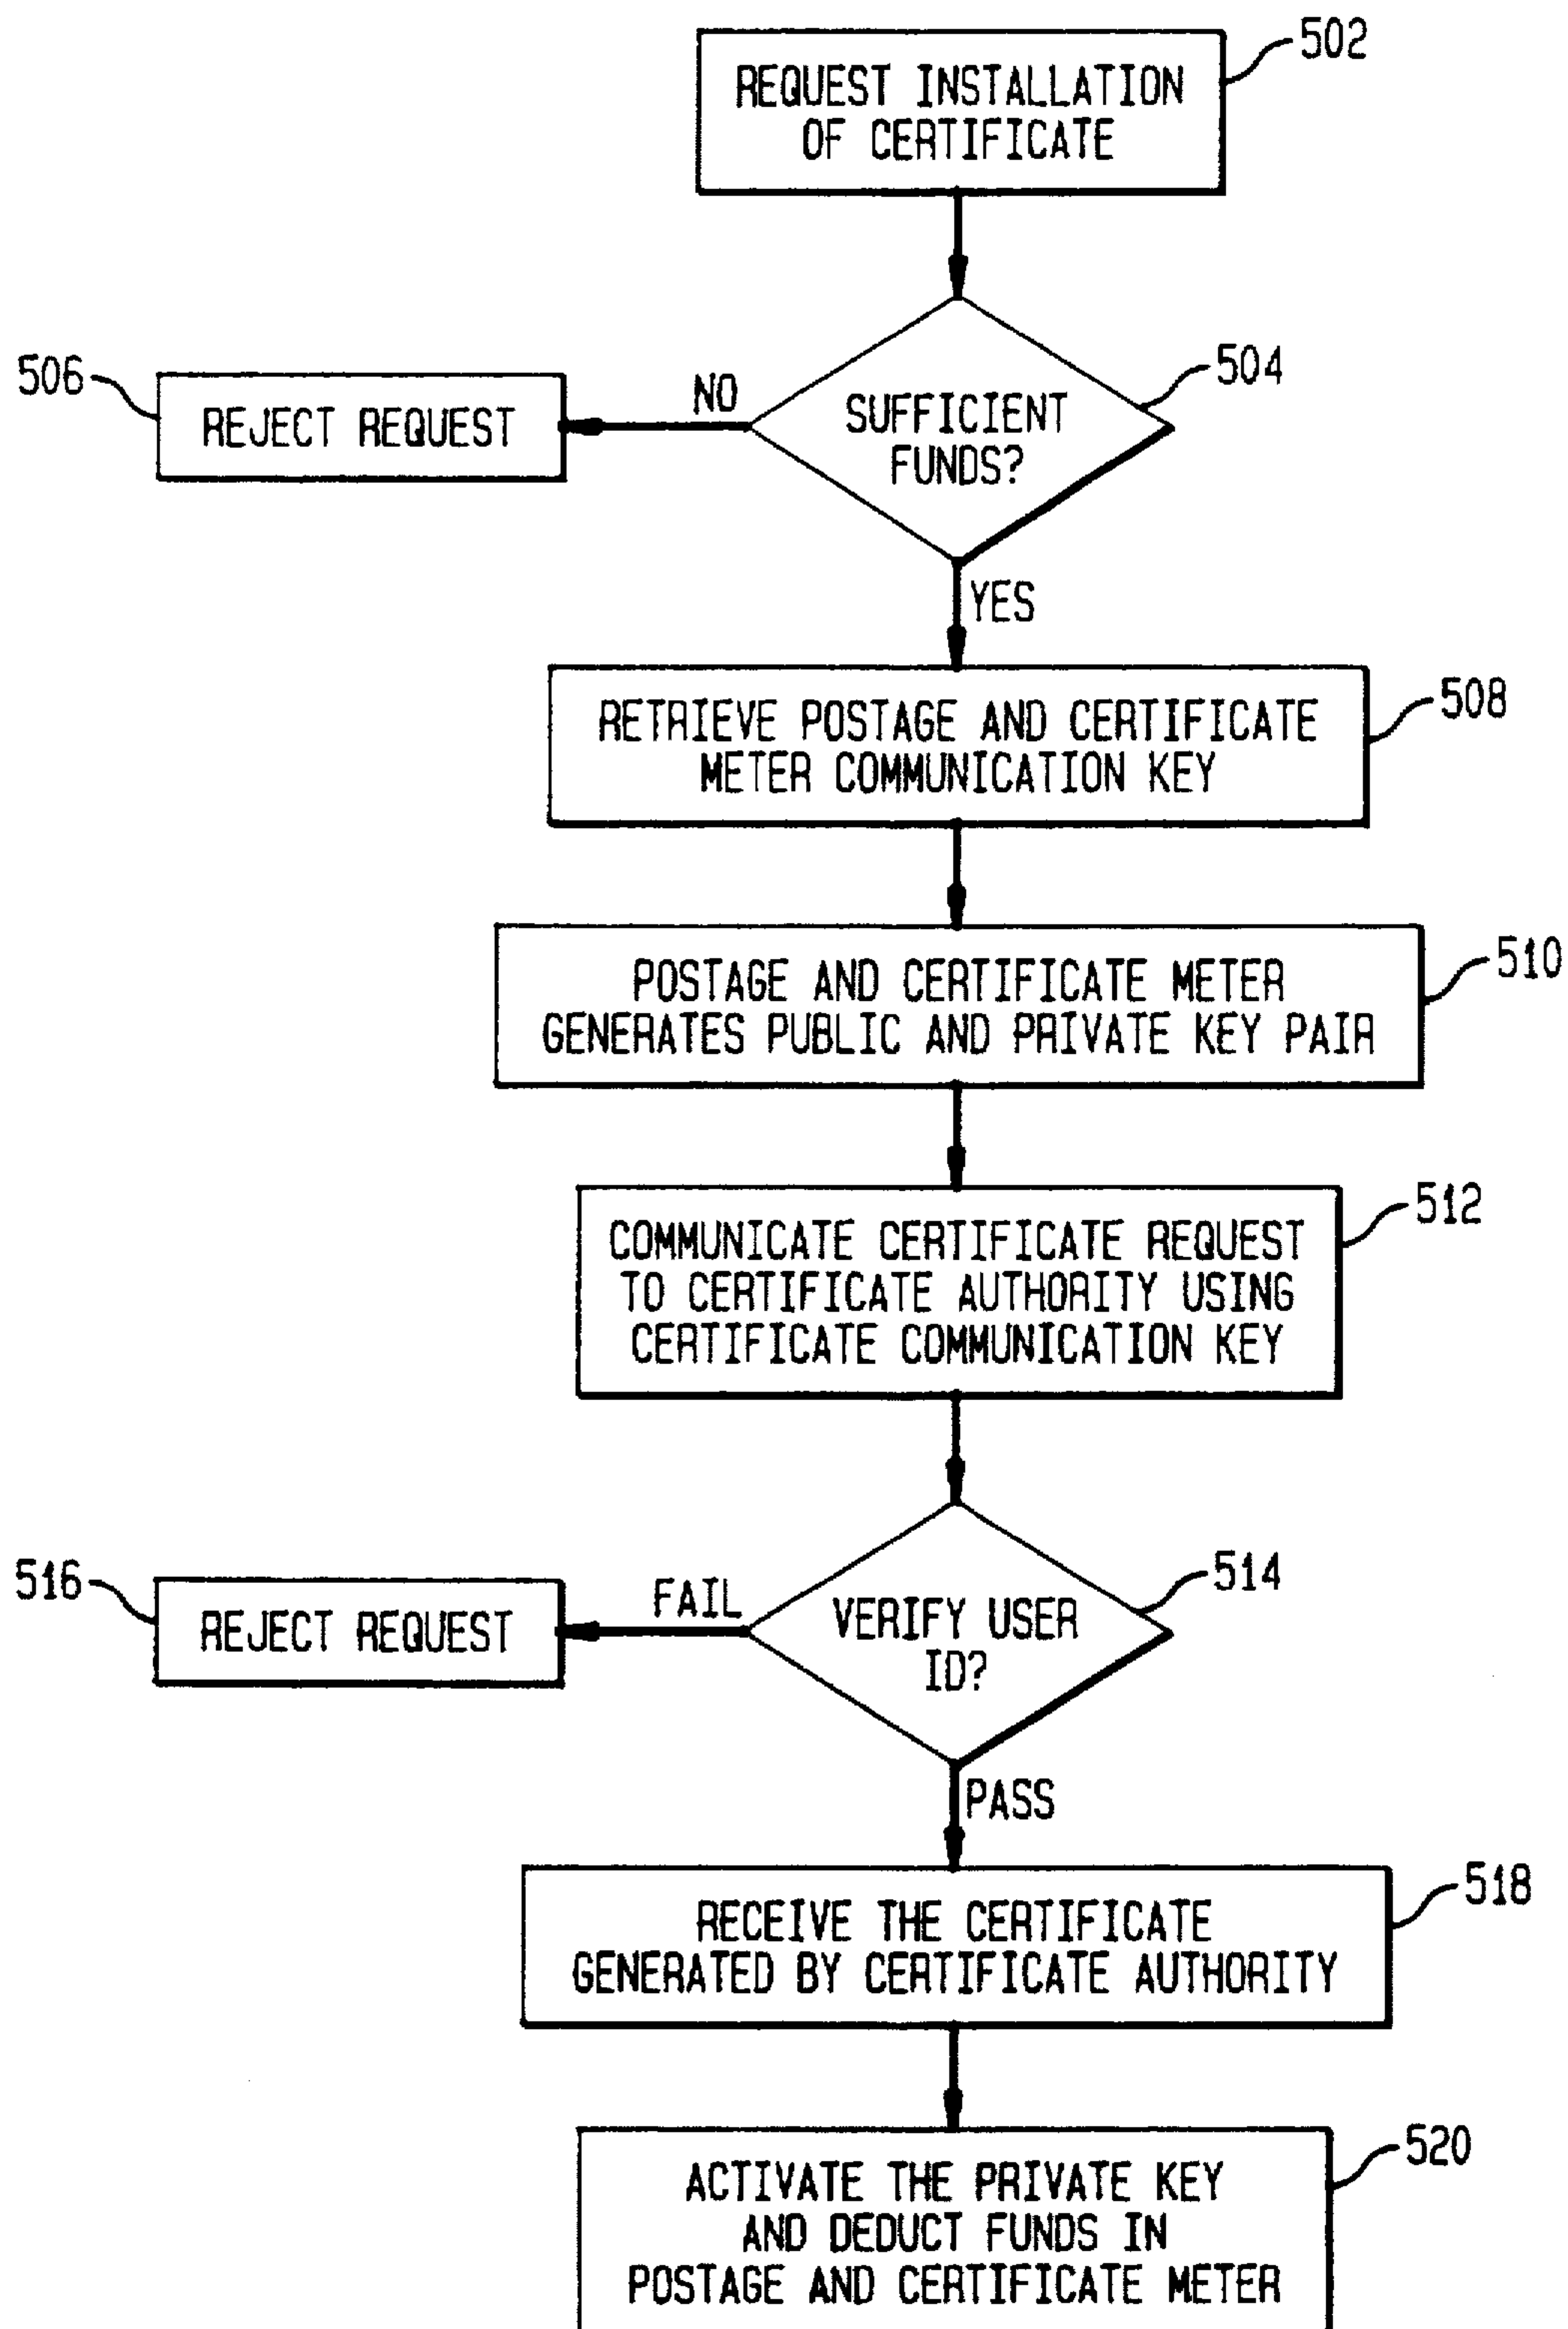 502
REQUEST INSTALLATION
OF CERTIFICATE
504
SUFFICIENT
FUNDS?
NO
506
REJECT REQUEST
YES
508
RETRIEVE POSTAGE AND CERTIFICATE
METER COMMUNICATION KEY
510
POSTAGE AND CERTIFICATE METER
GENERATES PUBLIC AND PRIVATE KEY PAIR
512
COMMUNICATE CERTIFICATE REQUEST
TO CERTIFICATE AUTHORITY USING
CERTIFICATE COMMUNICATION KEY
514
VERIFY USER
ID?
FAIL
516
REJECT REQUEST
PASS
518
RECEIVE THE CERTIFICATE
GENERATED BY CERTIFICATE AUTHORITY
520
ACTIVATE THE PRIVATE KEY
AND DEDUCT FUNDS IN
POSTAGE AND CERTIFICATE METER